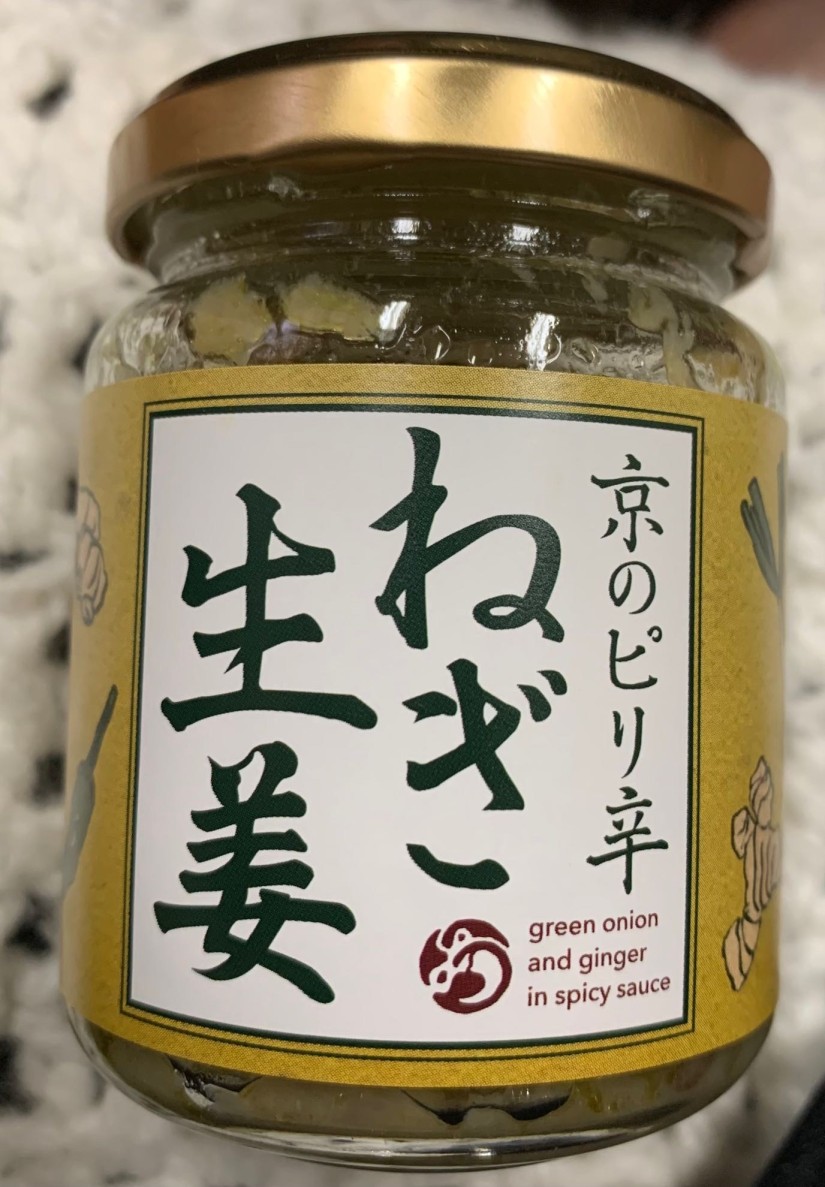 京のピリ辛
ねぎ
生姜
green onion
and ginger
in spicy sauce